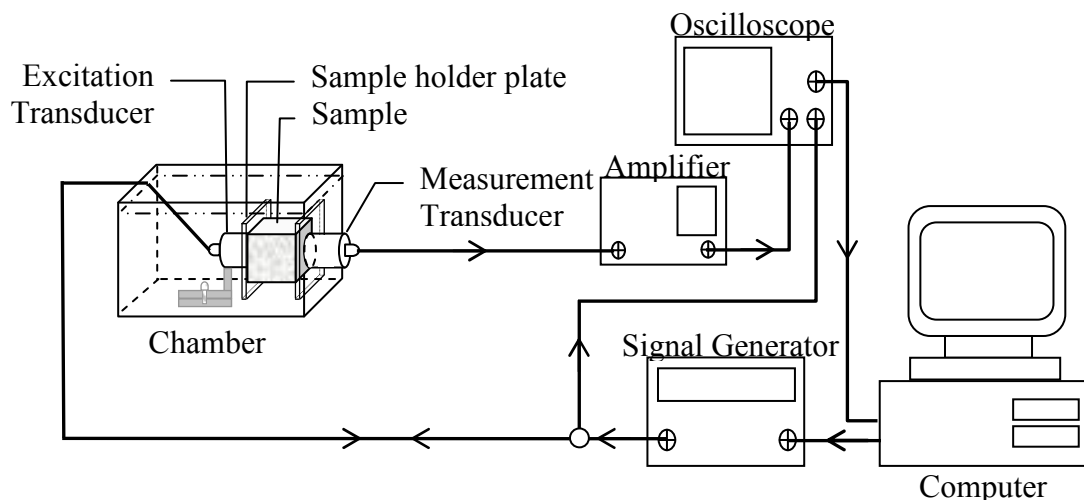 Oscilloscope
Excitation
Transducer
Sample holder plate
Sample
Amplifier
Measurement
Transducer
Chamber
Signal Generator
Computer